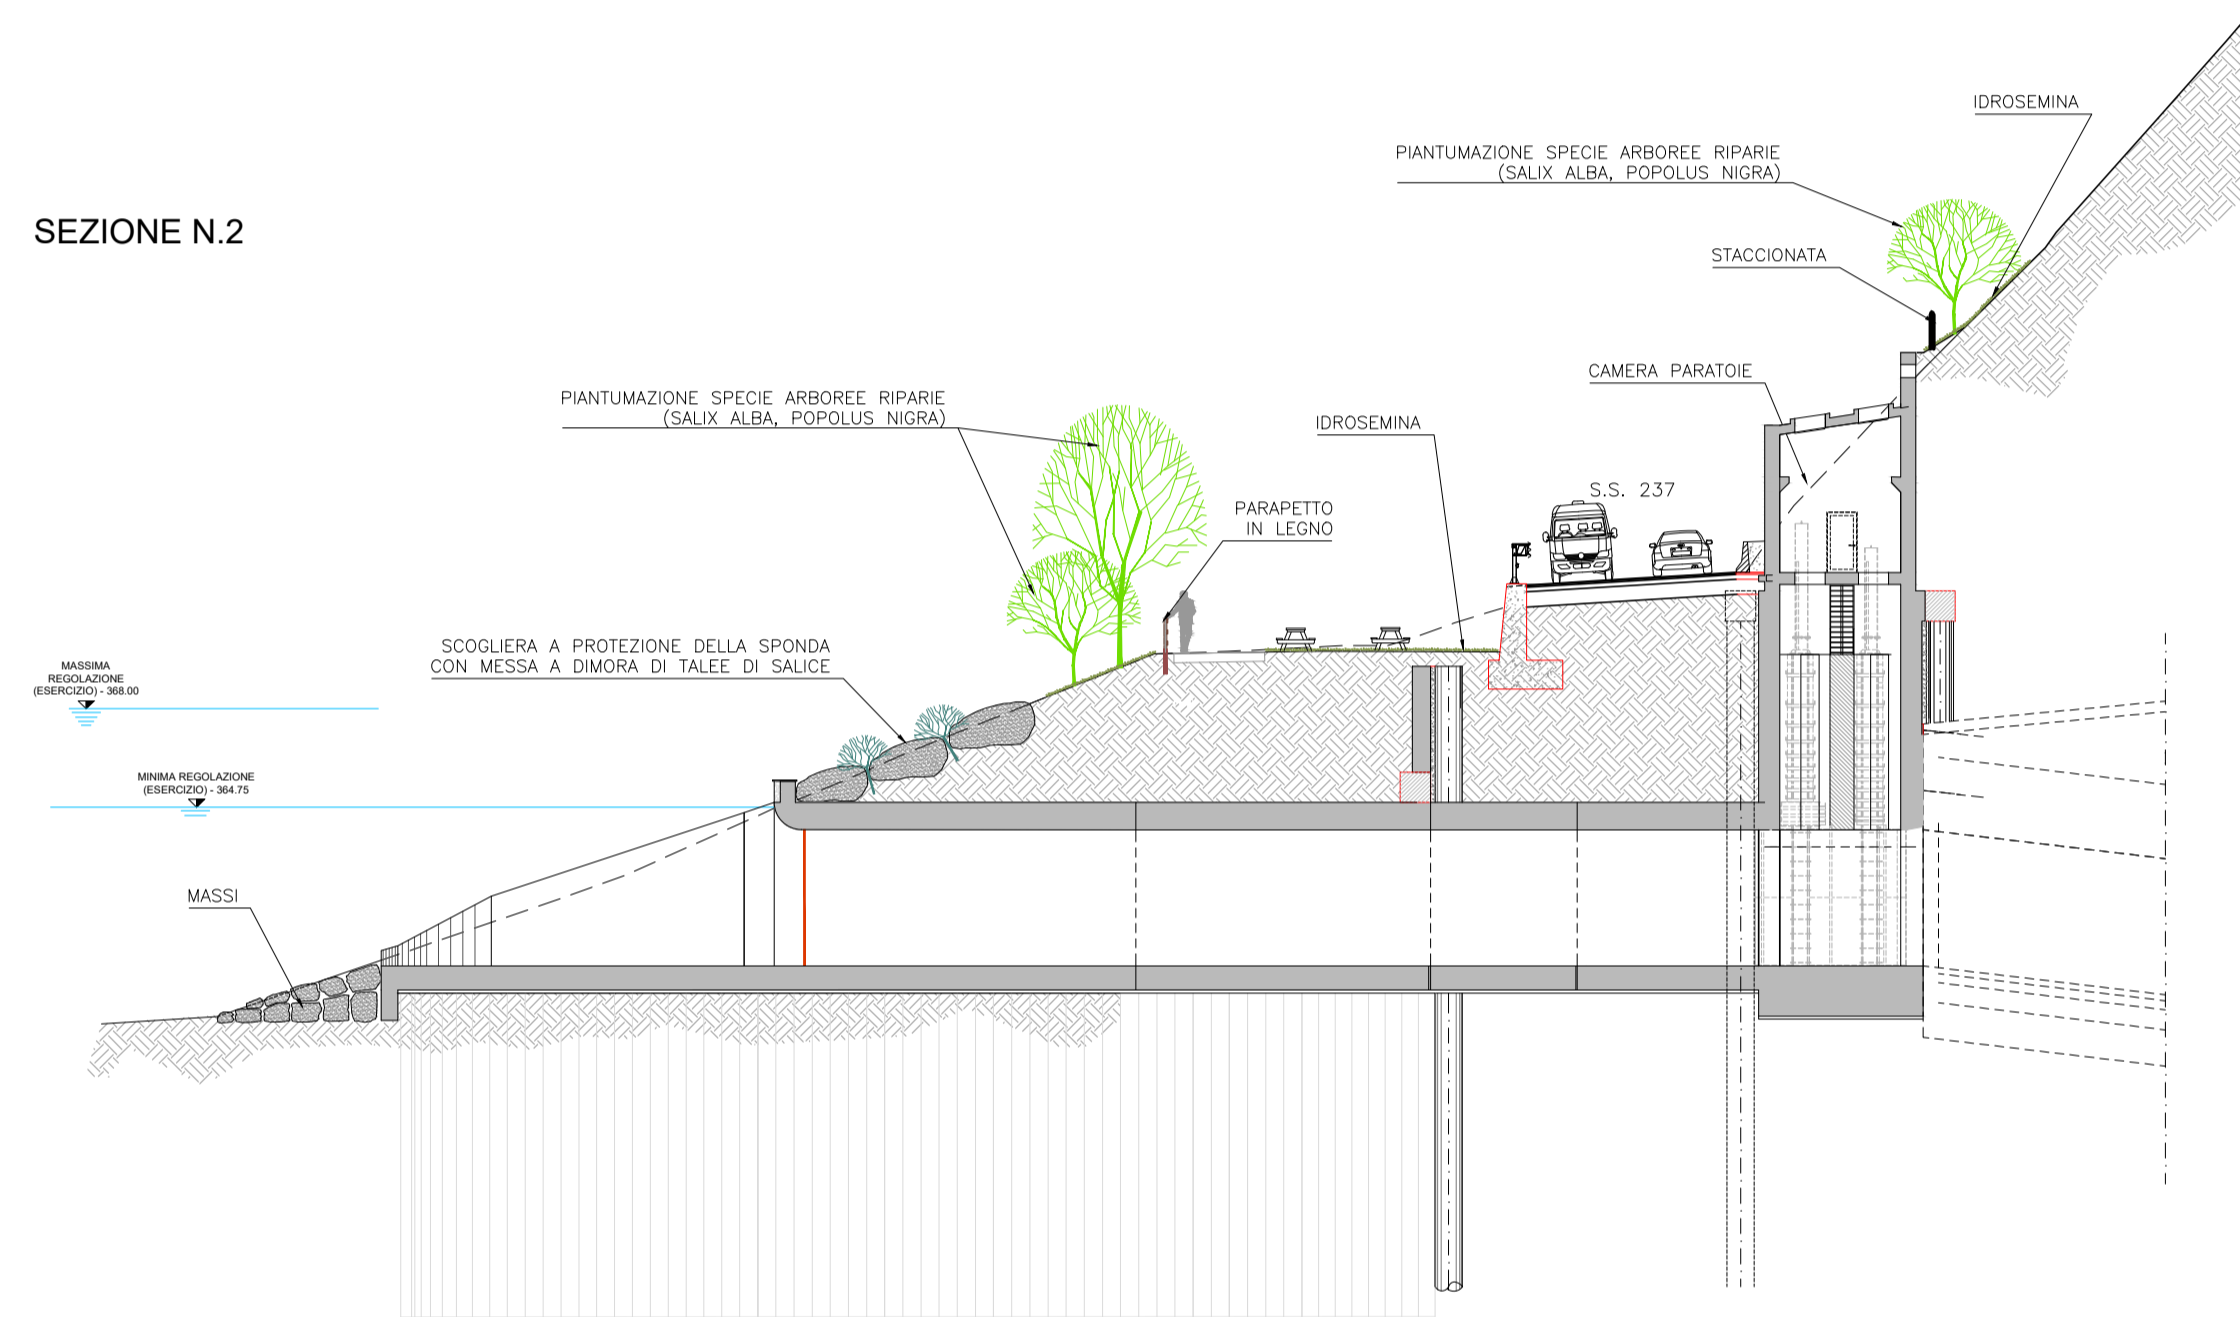 IDROSEMINA
PIANTUMAZIONE SPECIE ARBOREE RIPARIE
(SALIX ALBA, POPOLUS NIGRA)
SEZIONE N.2
STACCIONATA
CAMERA PARATOIE
PIANTUMAZIONE SPECIE ARBOREE RIPARIE
(SALIX ALBA, POPOLUS NIGRA)
IDROSEMINA
S.S. 237
PARAPETTO
IN LEGNO
SCOGLIERA A PROTEZIONE DELLA SPONDA
CON MESSA A DIMORA DI TALEE DI SALICE
MASSIMA
REGOLAZIONE
(ESERCIZIO) - 368.00
MINIMA REGOLAZIONE
(ESERCIZIO) - 364.75
MASSI